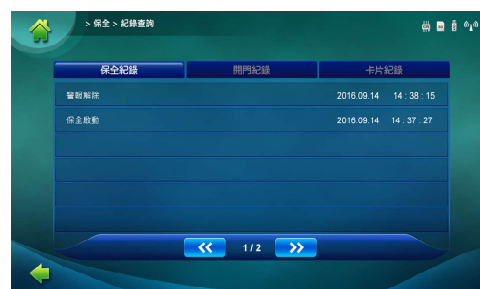 > 保全 > 紀錄查詢
保全紀錄 開門紀錄 卡片紀錄
警報解除 2016.09.14 14 : 38 : 15
保全啟動 2016.09.14 14 . 37 . 27
1 / 2